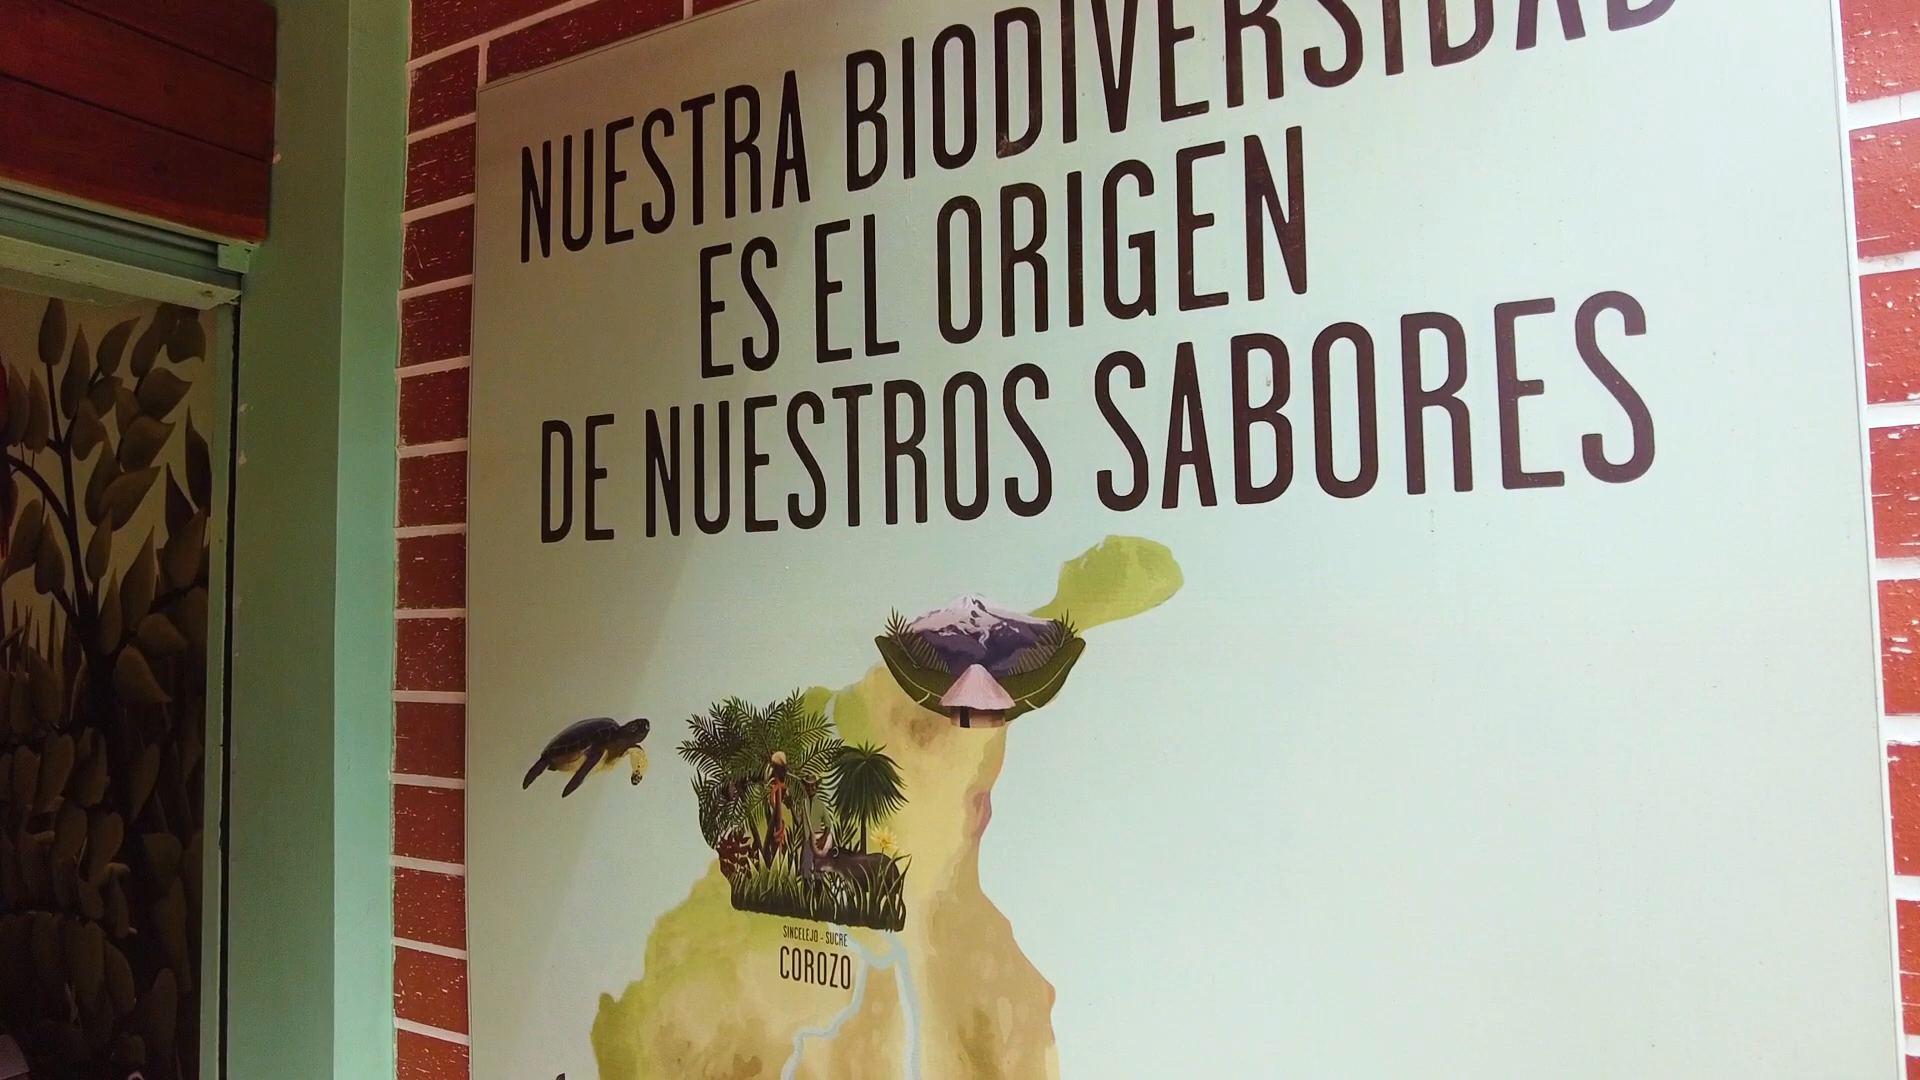 NUESTRA BIODIVERSIDAD
ES EL ORIGEN
DE NUESTROS SABORES
SINCELEJO - SUCRE
COROZO